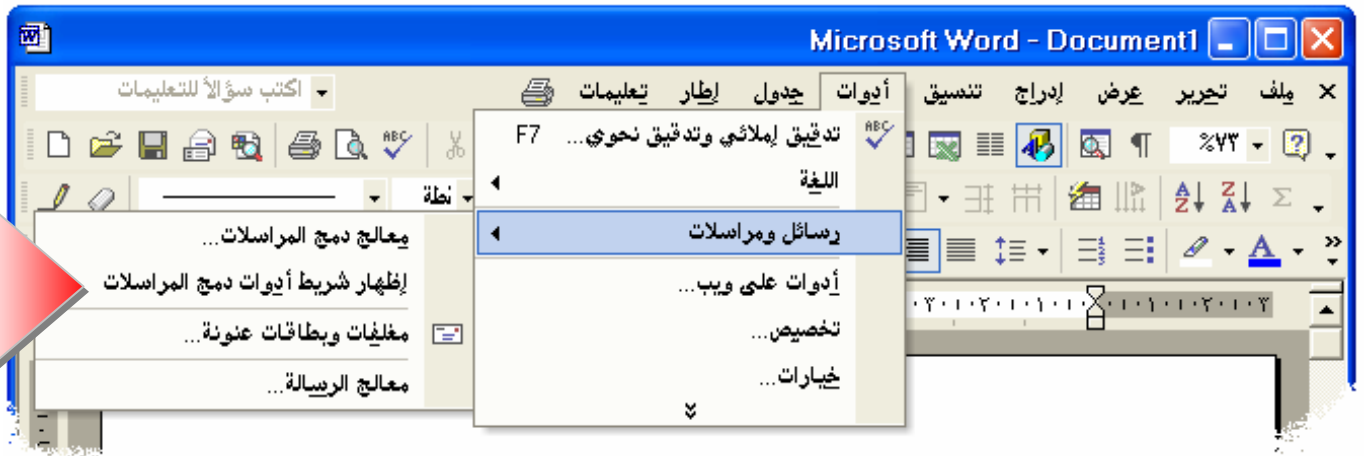 Microsoft Word - Document1
ملف تحرير عرض إدراج تنسيق أدوات جدول إطار تعليمات اكتب سؤالاً للتعليمات
%٧٣
نطة
تدقيق إملائي وتدقيق نحوي... F7
اللغة
رسائل ومراسلات
أدوات على ويب...
تخصيص...
خيارات...
معالج دمج المراسلات...
إظهار شريط أدوات دمج المراسلات
مغلفات وبطاقات عنونة...
معالج الرسالة...